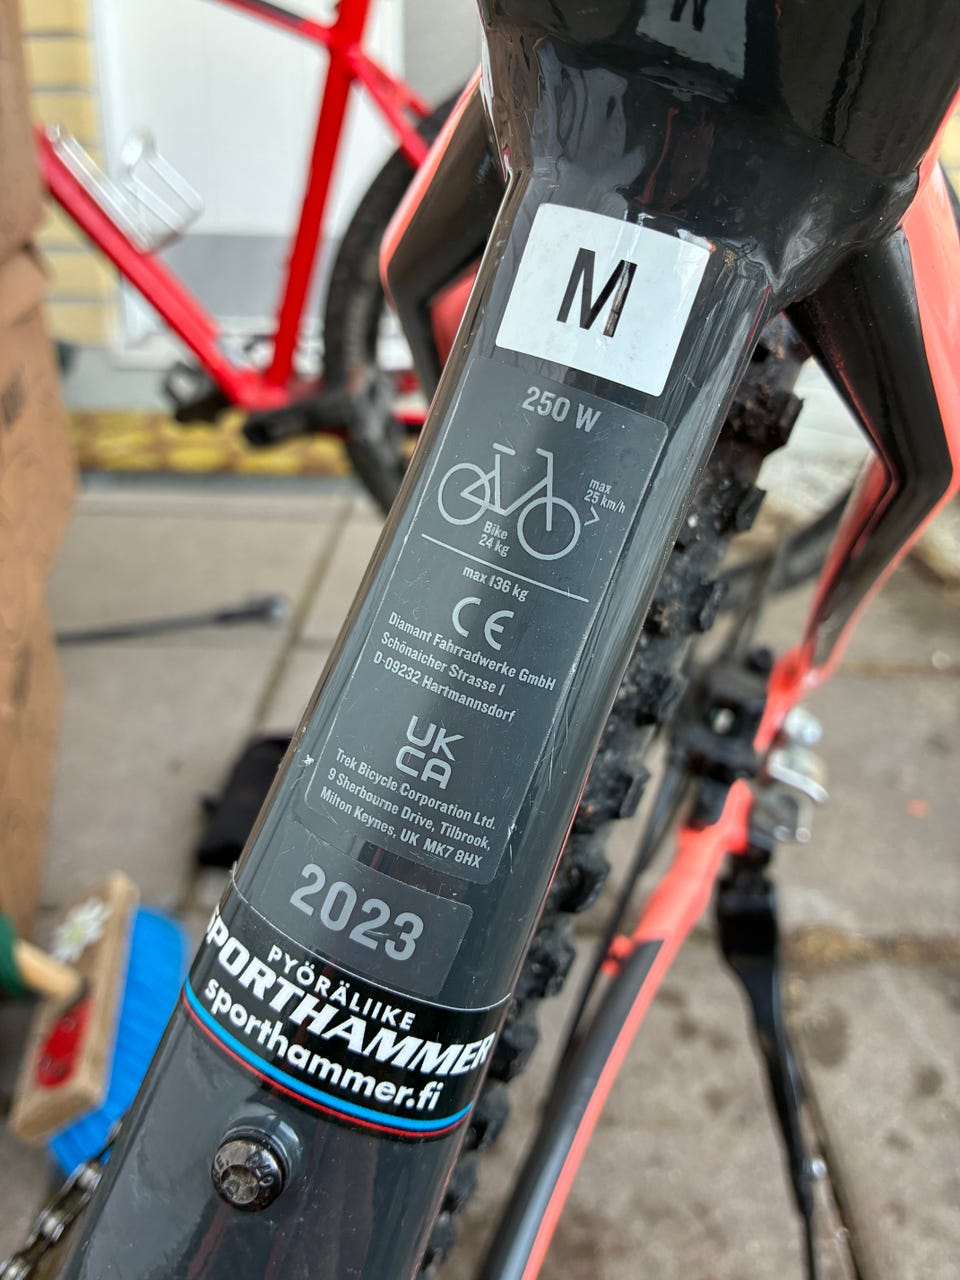 M
250 W
max
25 km/h
Bike
24 kg
max 136 kg
CE
Diamant Fahrradwerke GmbH
Schönaicher Strasse 1
D-09232 Hartmannsdorf
UK
CA
Trek Bicycle Corporation Ltd.
9 Sherbourne Drive, Tilbrook,
Milton Keynes, UK MK7 8HX
2023
PYÖRÄLIIKE
SPORTHAMMER
sporthammer.fi